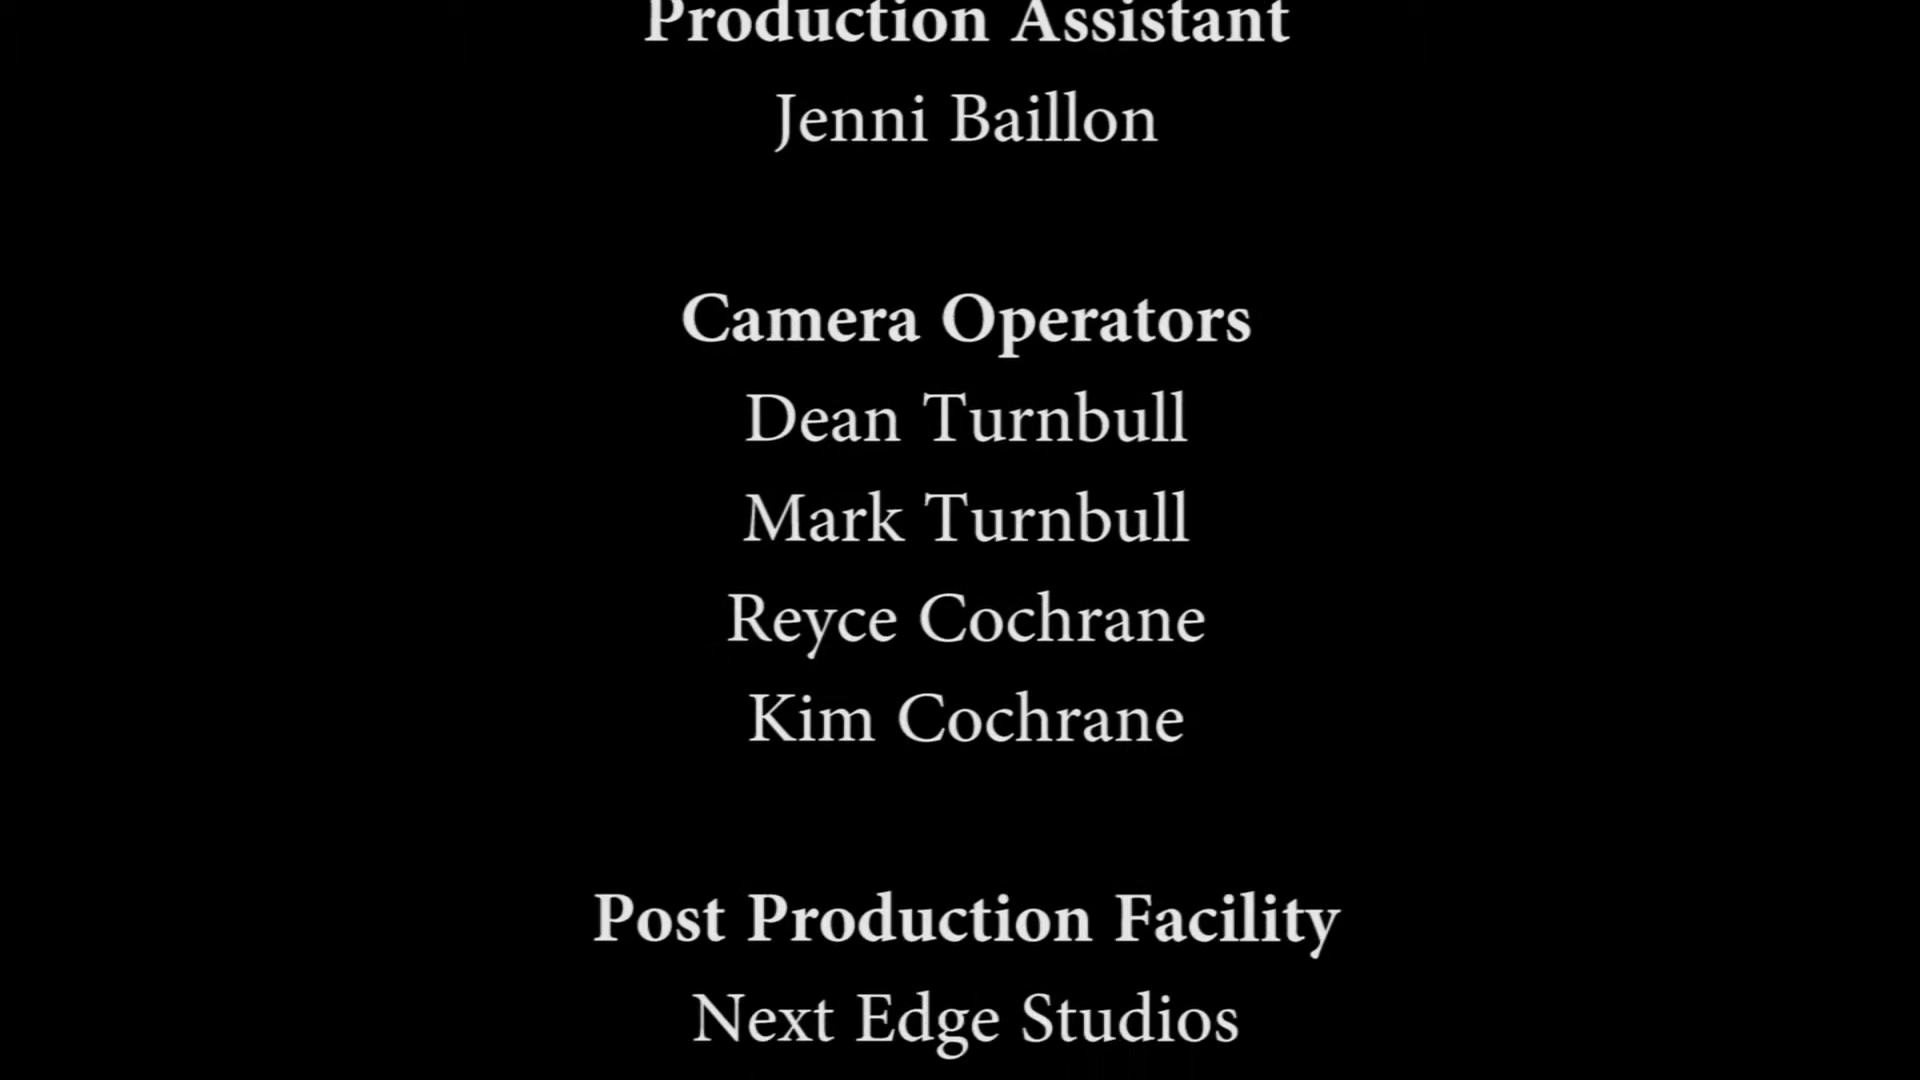 Production Assistant
Jenni Baillon
Camera Operators
Dean Turnbull
Mark Turnbull
Reyce Cochrane
Kim Cochrane
Post Production Facility
Next Edge Studios